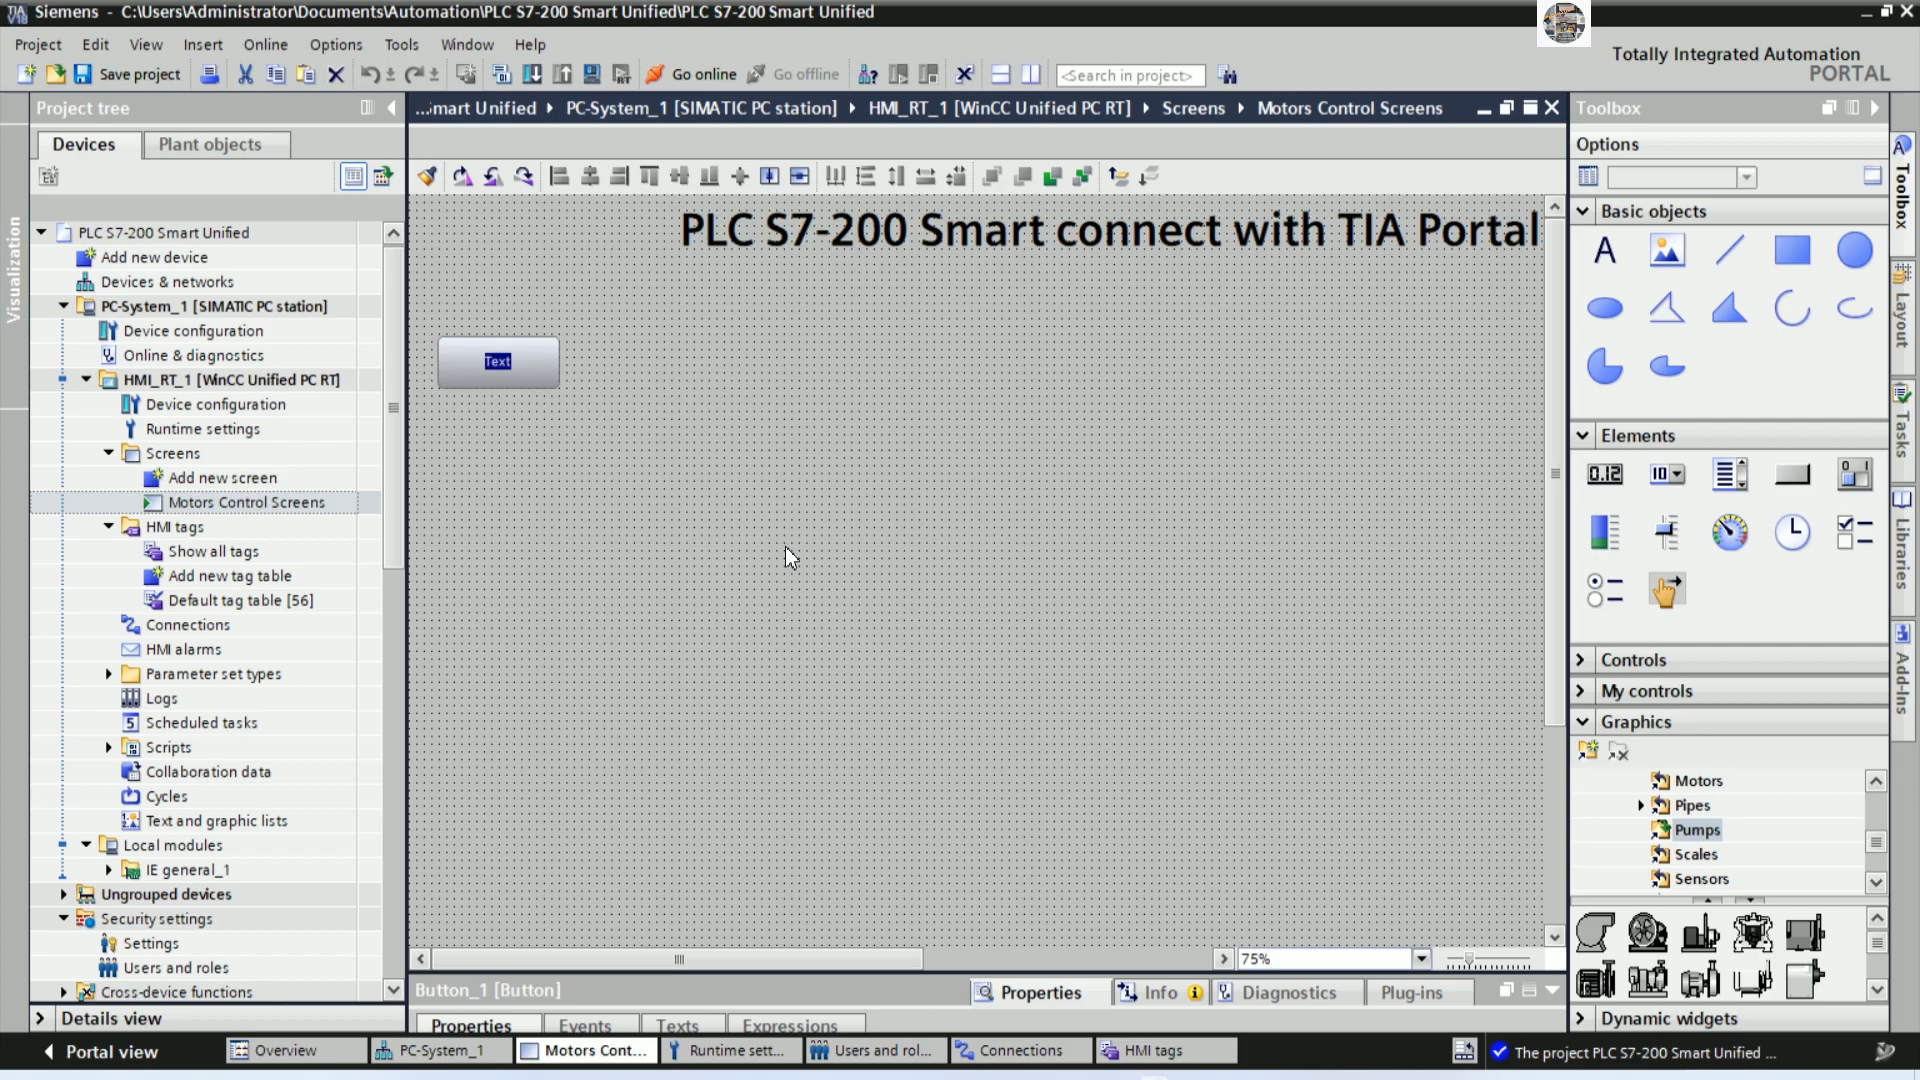 Siemens - C:\Users\Administrator\Documents\Automation\PLC S7-200 Smart Unified\PLC S7-200 Smart Unified
Project Edit View Insert Online Options Tools Window Help
Totally Integrated Automation
PORTAL
Save project
Go online
Go offline
<Search in project>
Project tree
...Smart Unified PC-System_1 [SIMATIC PC station] HMI_RT_1 [WinCC Unified PC RT] Screens Motors Control Screens
Toolbox
Devices
Plant objects
Options
PLC S7-200 Smart connect with TIA Portal
Text
Visualization
PLC S7-200 Smart Unified
Add new device
Devices & networks
PC-System_1 [SIMATIC PC station]
Device configuration
Online & diagnostics
HMI_RT_1 [WinCC Unified PC RT]
Device configuration
Runtime settings
Screens
Add new screen
Motors Control Screens
HMI tags
Show all tags
Add new tag table
Default tag table [56]
Connections
HMI alarms
Parameter set types
Logs
Scheduled tasks
Scripts
Collaboration data
Cycles
Text and graphic lists
Local modules
IE general_1
Ungrouped devices
Security settings
Settings
Users and roles
Cross-device functions
Details view
Basic objects
A
Elements
0.12
10
0 1
Controls
My controls
Graphics
Motors
Pipes
Pumps
Scales
Sensors
Dynamic widgets
Toolbox
Layout
Tasks
Libraries
Add-Ins
75%
Button_1 [Button]
Properties
Info
Diagnostics
Plug-ins
Properties
Events
Texts
Expressions
Portal view
Overview
PC-System_1
Motors Cont...
Runtime sett...
Users and rol...
Connections
HMI tags
The project PLC S7-200 Smart Unified ...